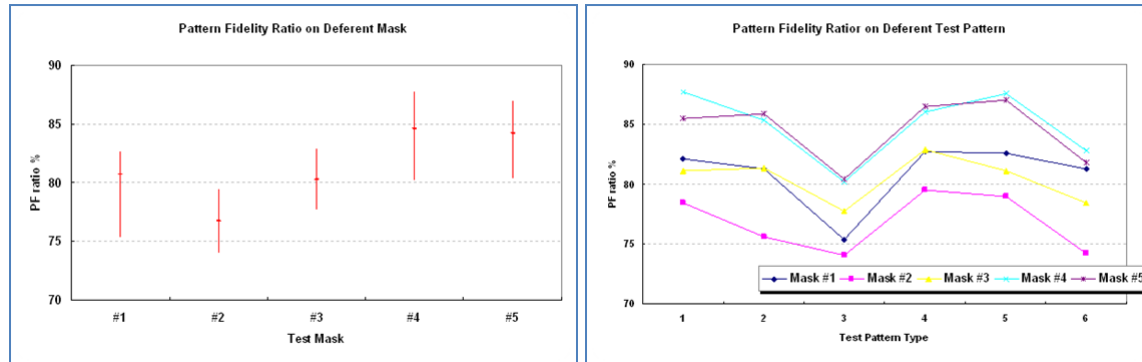 Pattern Fidelity Ratio on Deferent Mask
PF ratio %
90
85
80
75
70
#1 #2 #3 #4 #5
Test Mask
Pattern Fidelity Ratior on Deferent Test Pattern
PF ratio %
90
85
80
75
70
Mask #1 Mask #2 Mask #3 Mask #4 Mask #5
1 2 3 4 5 6
Test Pattern Type